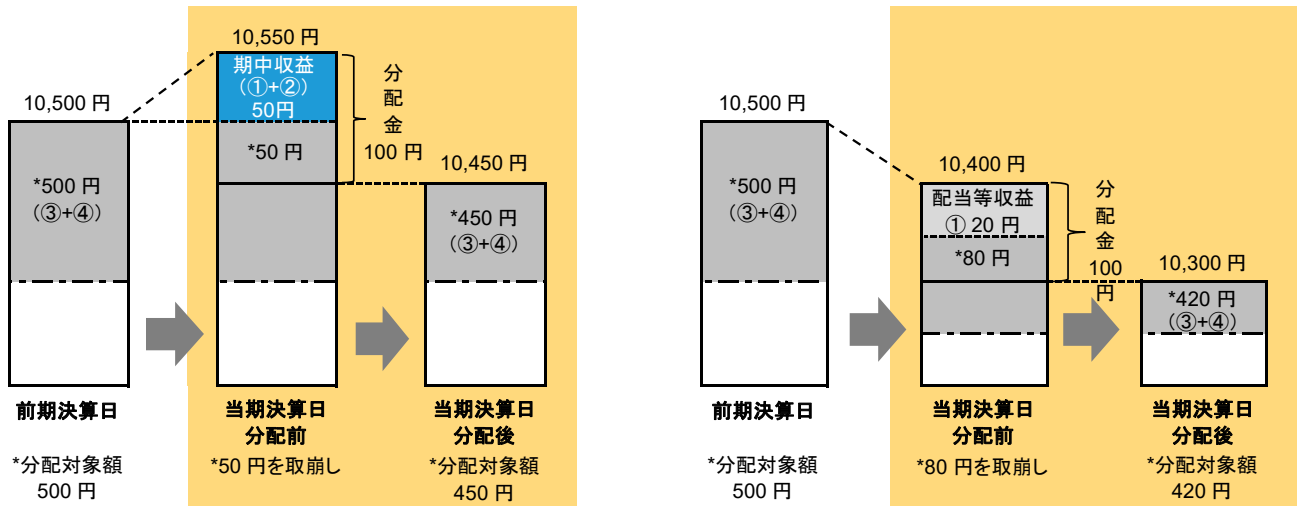 10,550 円
期中収益
(①+②)
50円
分
配
金
100 円
10,500 円
*50 円
10,450 円
*500 円
(③+④)
*450 円
(③+④)
前期決算日
当期決算日
分配前
当期決算日
分配後
*分配対象額
500 円
*50 円を取崩し
*分配対象額
450 円
10,500 円
*500 円
(③+④)
10,400 円
配当等収益
① 20 円
*80 円
分
配
金
100
円
10,300 円
*420 円
(③+④)
前期決算日
当期決算日
分配前
当期決算日
分配後
*分配対象額
500 円
*80 円を取崩し
*分配対象額
420 円